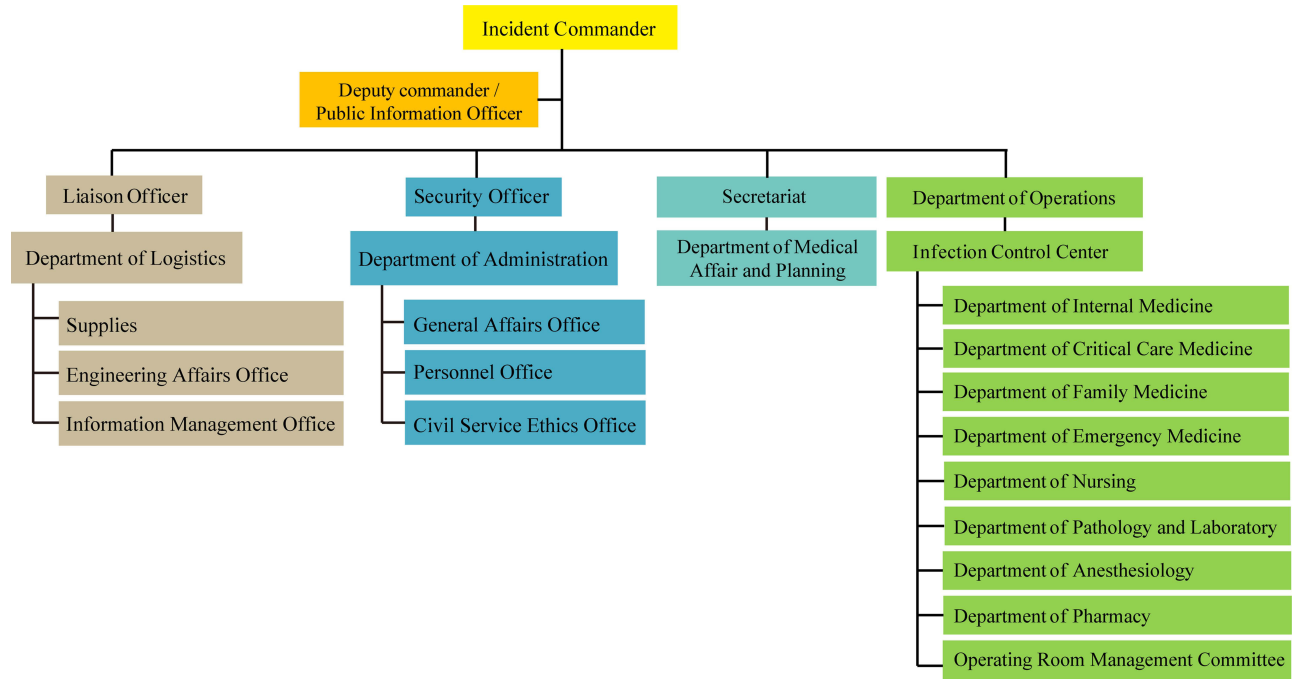 Incident Commander
Deputy commander /
Public Information Officer
Liaison Officer
Security Officer
Secretariat
Department of Operations
Department of Logistics
Department of Administration
Department of Medical
Affair and Planning
Infection Control Center
Supplies
Engineering Affairs Office
Information Management Office
General Affairs Office
Personnel Office
Civil Service Ethics Office
Department of Internal Medicine
Department of Critical Care Medicine
Department of Family Medicine
Department of Emergency Medicine
Department of Nursing
Department of Pathology and Laboratory
Department of Anesthesiology
Department of Pharmacy
Operating Room Management Committee